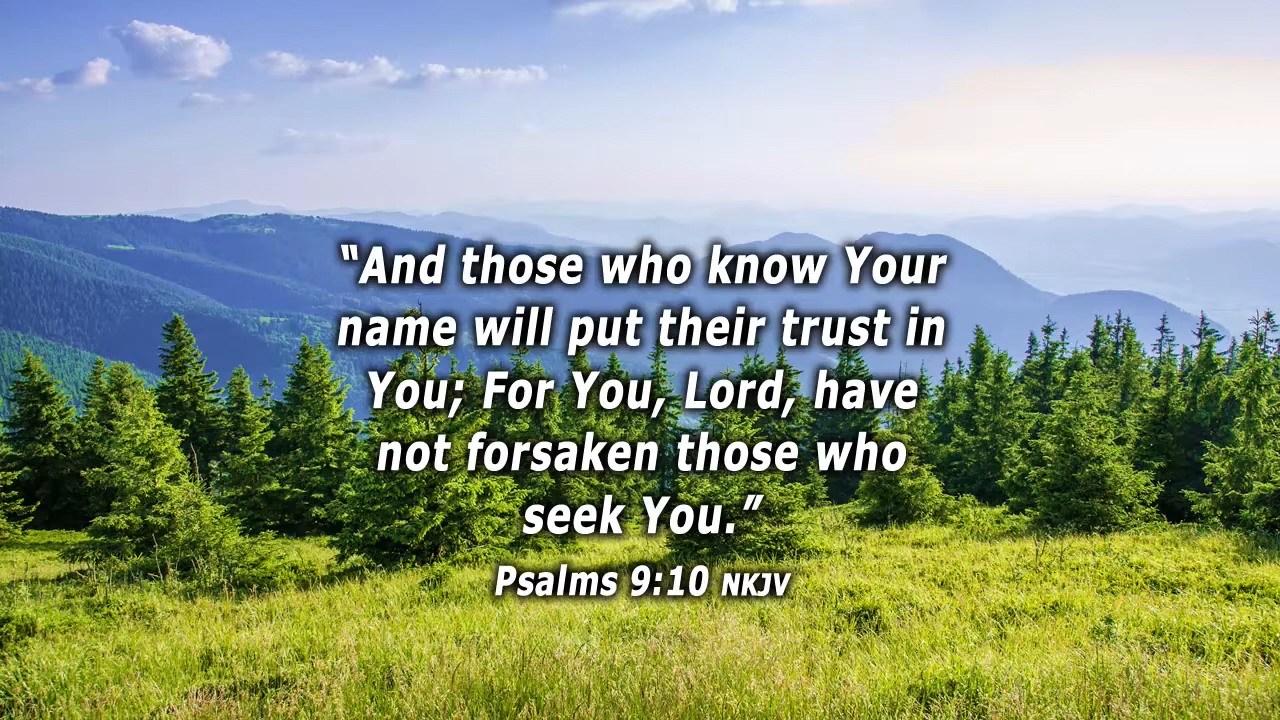 “And those who know Your
name will put their trust in
You; For You, Lord, have
not forsaken those who
seek You.”
Psalms 9:10 NKJV